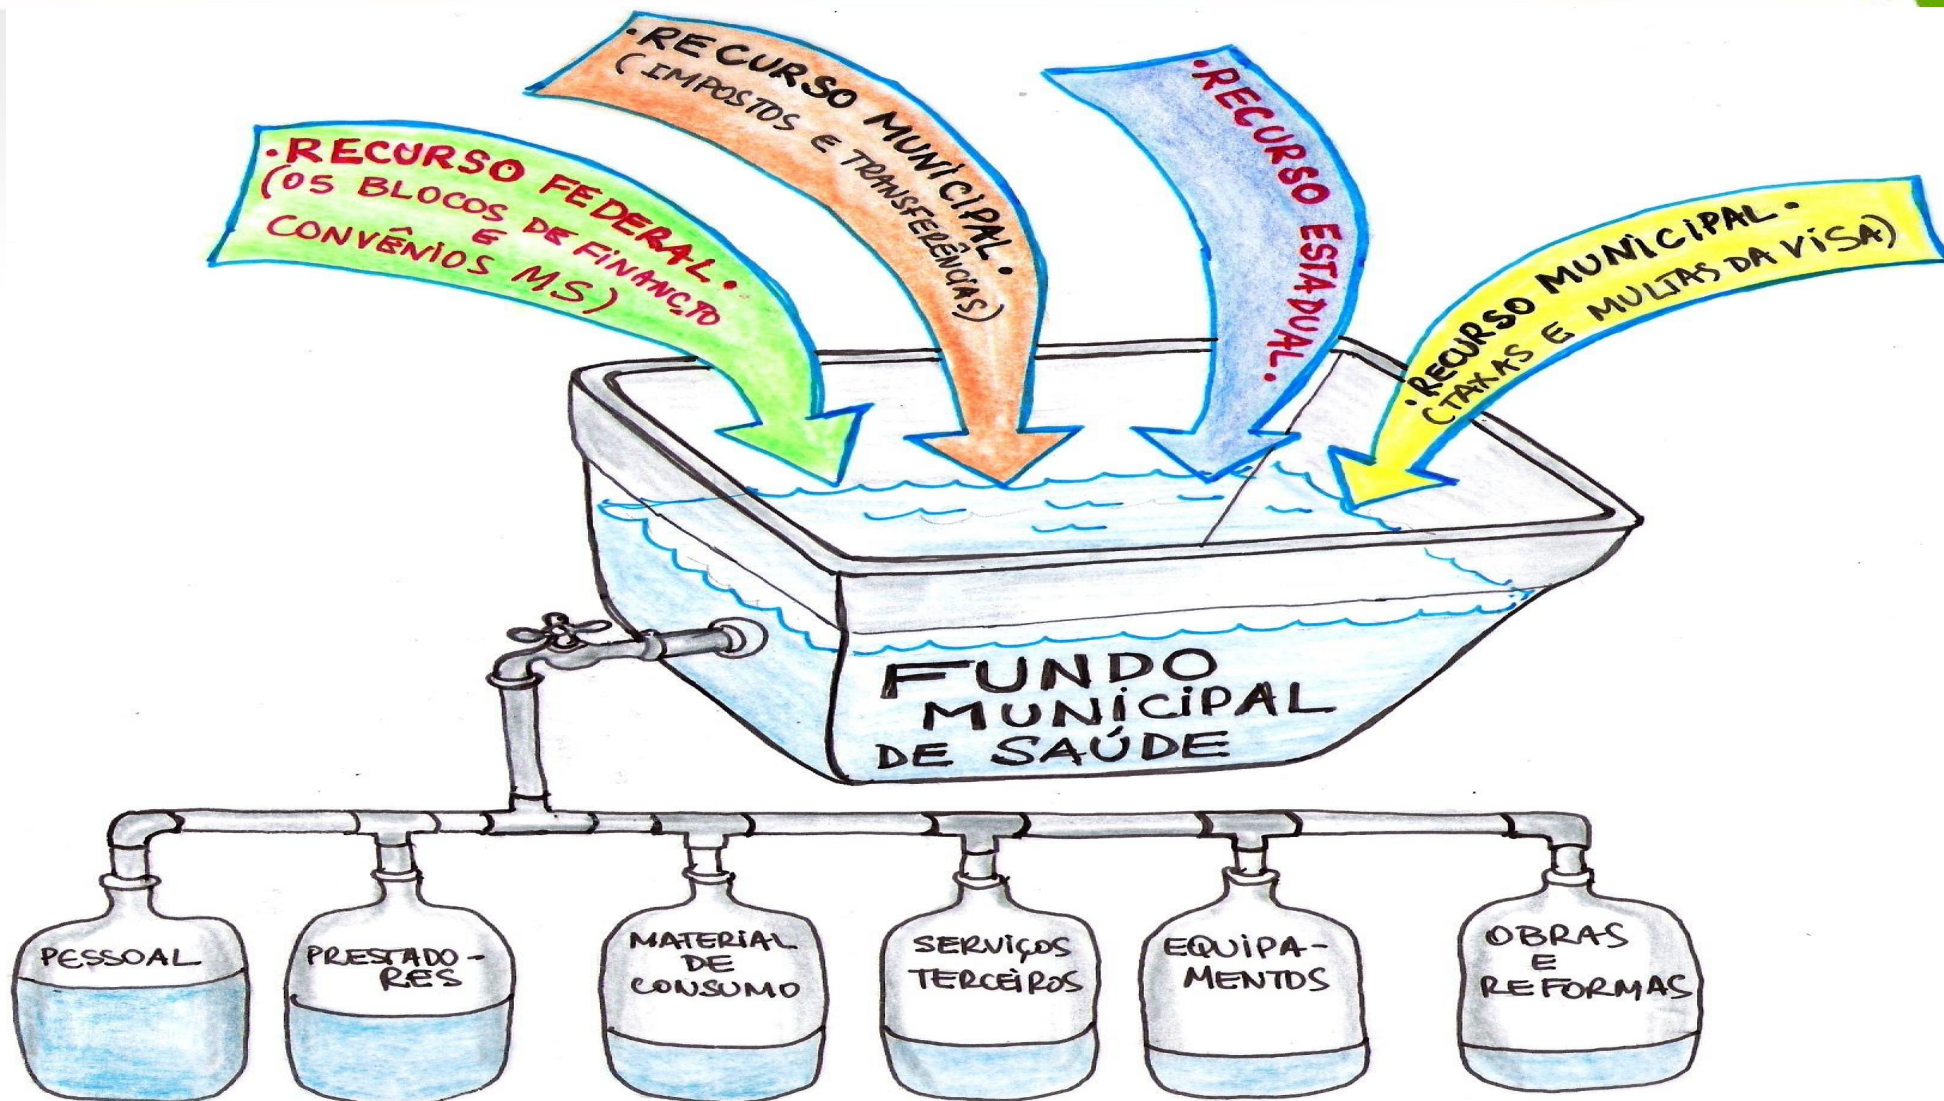 • RECURSO FEDERAL •
(OS BLOCOS DE FINANÇTO
E
CONVÊNIOS MS)
• RECURSO MUNICIPAL •
(IMPOSTOS E TRANSFERÊNCIAS)
• RECURSO ESTADUAL •
• RECURSO MUNICIPAL •
(TAXAS E MULTAS DA VISA)
FUNDO
MUNICIPAL
DE SAÚDE
PESSOAL
PRESTADO-
RES
MATERIAL
DE
CONSUMO
SERVIÇOS
TERCEIROS
EQUIPA-
MENTOS
OBRAS
E
REFORMAS